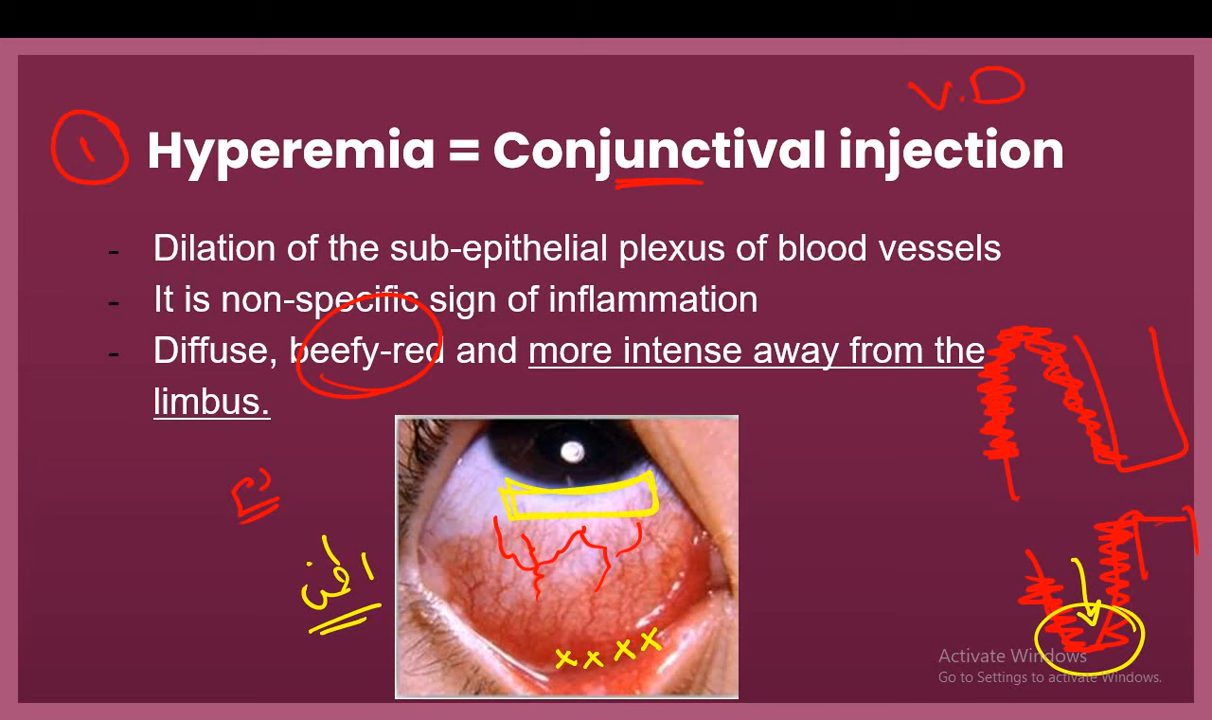 V.D
١ Hyperemia = Conjunctival injection
- Dilation of the sub-epithelial plexus of blood vessels
- It is non-specific sign of inflammation
- Diffuse, beefy-red and more intense away from the
limbus.
Activate Windows
Go to Settings to activate Windows.